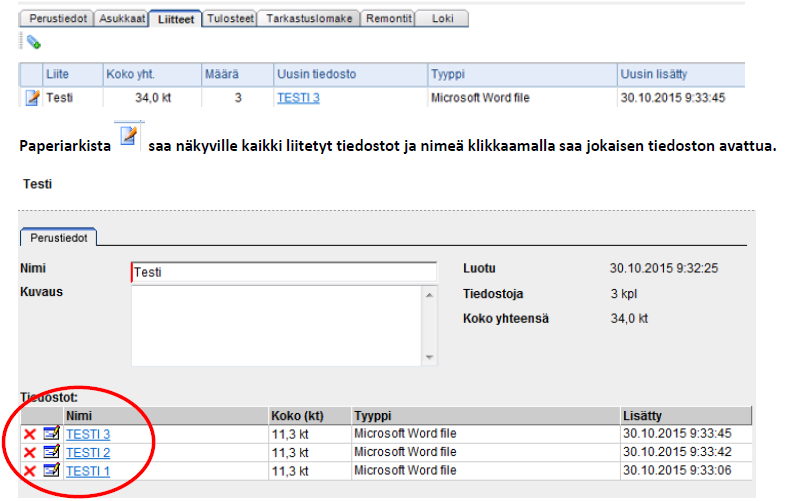 Perustiedot Asukkaat Liitteet Tulosteet Tarkastuslomake Remontit Loki
Liite Koko yht. Määrä Uusin tiedosto Tyyppi Uusin lisätty
Testi 34,0 kt 3 TESTI 3 Microsoft Word file 30.10.2015 9:33:45
Paperiarkista saa näkyville kaikki liitetyt tiedostot ja nimeä klikkaamalla saa jokaisen tiedoston avattua.
Testi
Perustiedot
Nimi Testi Luotu 30.10.2015 9:32:25
Kuvaus Tiedostoja 3 kpl
Koko yhteensä 34,0 kt
Tiedostot:
Nimi Koko (kt) Tyyppi Lisätty
TESTI 3 11,3 kt Microsoft Word file 30.10.2015 9:33:45
TESTI 2 11,3 kt Microsoft Word file 30.10.2015 9:33:42
TESTI 1 11,3 kt Microsoft Word file 30.10.2015 9:33:06